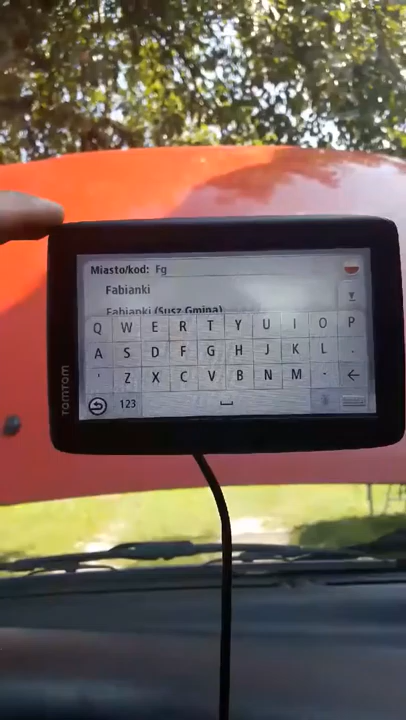 Miasto/kod: Fg
Fabianki
Fabianki (Susz Gmina)
Q W E R T Y U I O P
A S D F G H J K L .
' Z X C V B N M -
123
TOMTOM